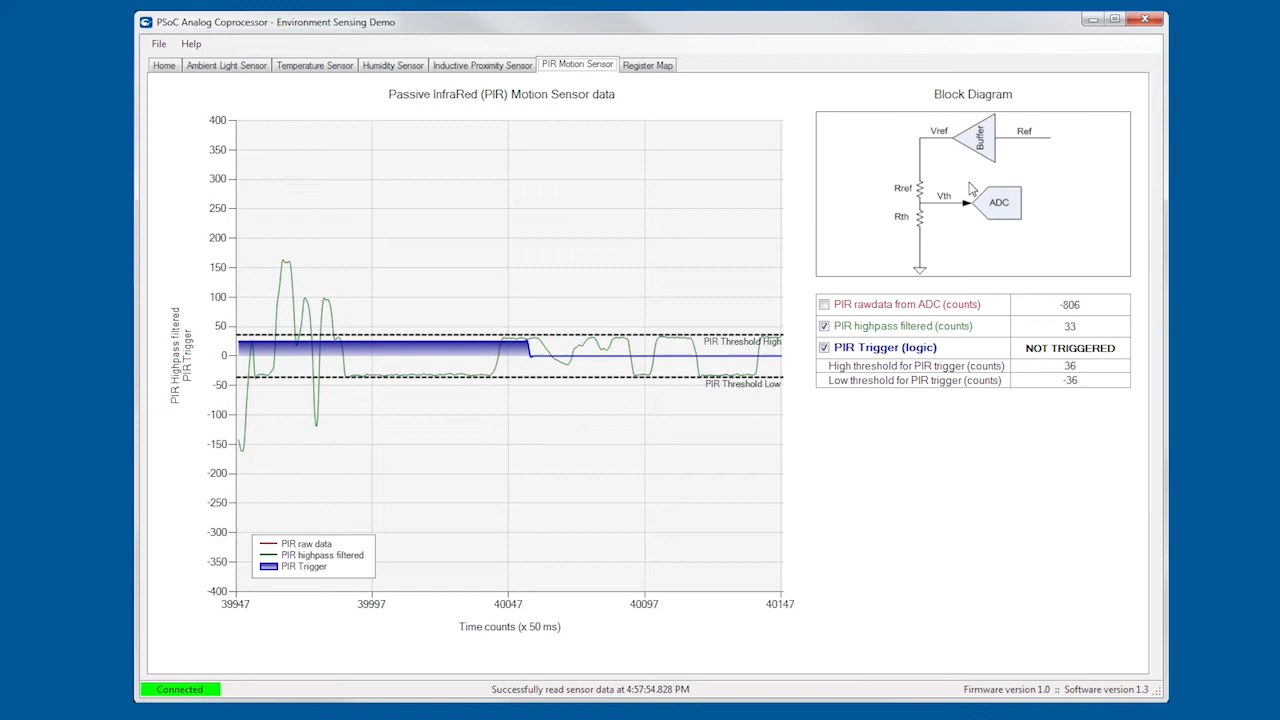 PSoC Analog Coprocessor - Environment Sensing Demo
File Help
Home Ambient Light Sensor Temperature Sensor Humidity Sensor Inductive Proximity Sensor PIR Motion Sensor Register Map
Passive InfraRed (PIR) Motion Sensor data
400
350
300
250
200
150
100
50
0
-50
-100
-150
-200
-250
-300
-350
-400
PIR Highpass filtered
PIR Trigger
PIR Threshold High
PIR Threshold Low
PIR raw data
PIR highpass filtered
PIR Trigger
39947 39997 40047 40097 40147
Time counts (x 50 ms)
Block Diagram
Vref Buffer Ref
Rref
Vth ADC
Rth
PIR rawdata from ADC (counts) -806
PIR highpass filtered (counts) 33
PIR Trigger (logic) NOT TRIGGERED
High threshold for PIR trigger (counts) 36
Low threshold for PIR trigger (counts) -36
Connected Successfully read sensor data at 4:57:54.828 PM Firmware version 1.0 :: Software version 1.3